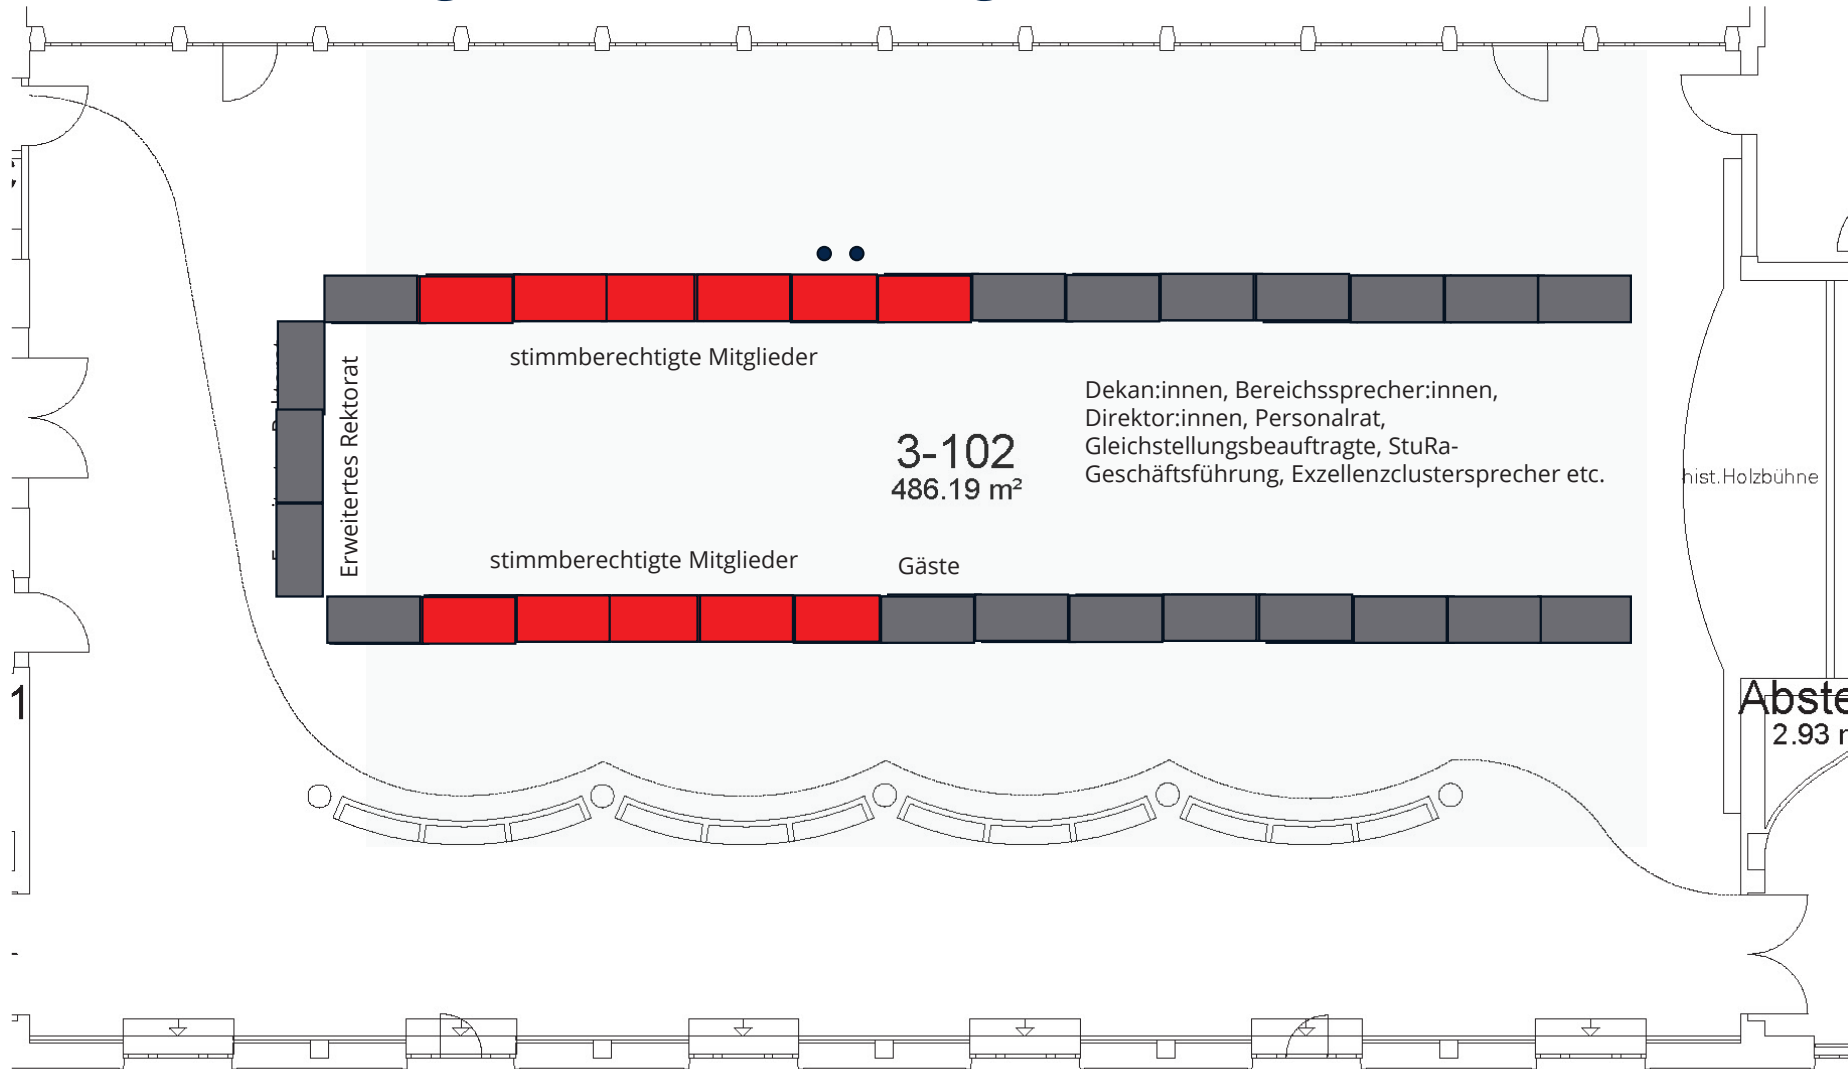 stimmberechtigte Mitglieder
Erweitertes Rektorat
Dekan:innen, Bereichssprecher:innen,
Direktor:innen, Personalrat,
Gleichstellungsbeauftragte, StuRa-
Geschäftsführung, Exzellenzclustersprecher etc.
3-102
486.19 m²
hist.Holzbühne
stimmberechtigte Mitglieder
Gäste
1
2.93